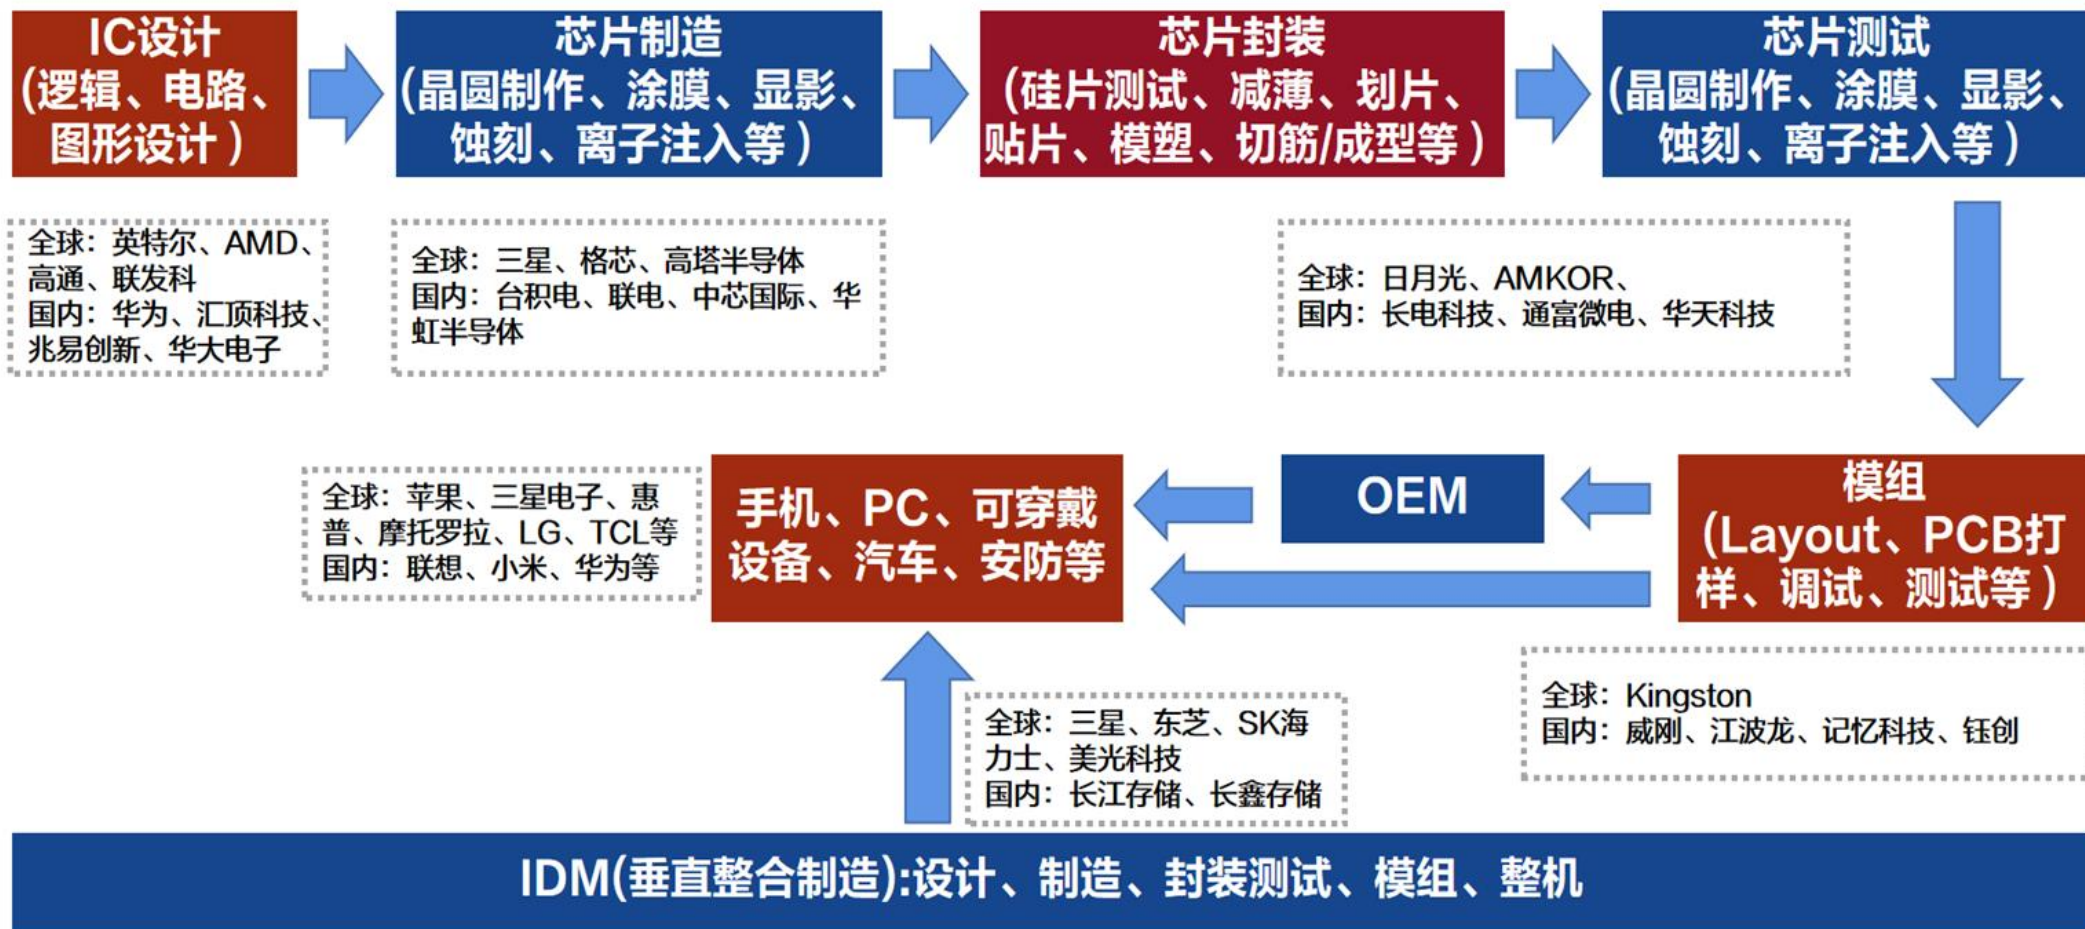 IC设计
(逻辑、电路、
图形设计）
芯片制造
(晶圆制作、涂膜、显影、
蚀刻、离子注入等）
芯片封装
(硅片测试、减薄、划片、
贴片、模塑、切筋/成型等）
芯片测试
(晶圆制作、涂膜、显影、
蚀刻、离子注入等）
全球：英特尔、AMD、
高通、联发科
国内：华为、汇顶科技、
兆易创新、华大电子
全球：三星、格芯、高塔半导体
国内：台积电、联电、中芯国际、华
虹半导体
全球：日月光、AMKOR、
国内：长电科技、通富微电、华天科技
全球：苹果、三星电子、惠
普、摩托罗拉、LG、TCL等
国内：联想、小米、华为等
手机、PC、可穿戴
设备、汽车、安防等
OEM
模组
(Layout、PCB打
样、调试、测试等）
全球：三星、东芝、SK海
力士、美光科技
国内：长江存储、长鑫存储
全球：Kingston
国内：威刚、江波龙、记忆科技、钰创
IDM(垂直整合制造):设计、制造、封装测试、模组、整机